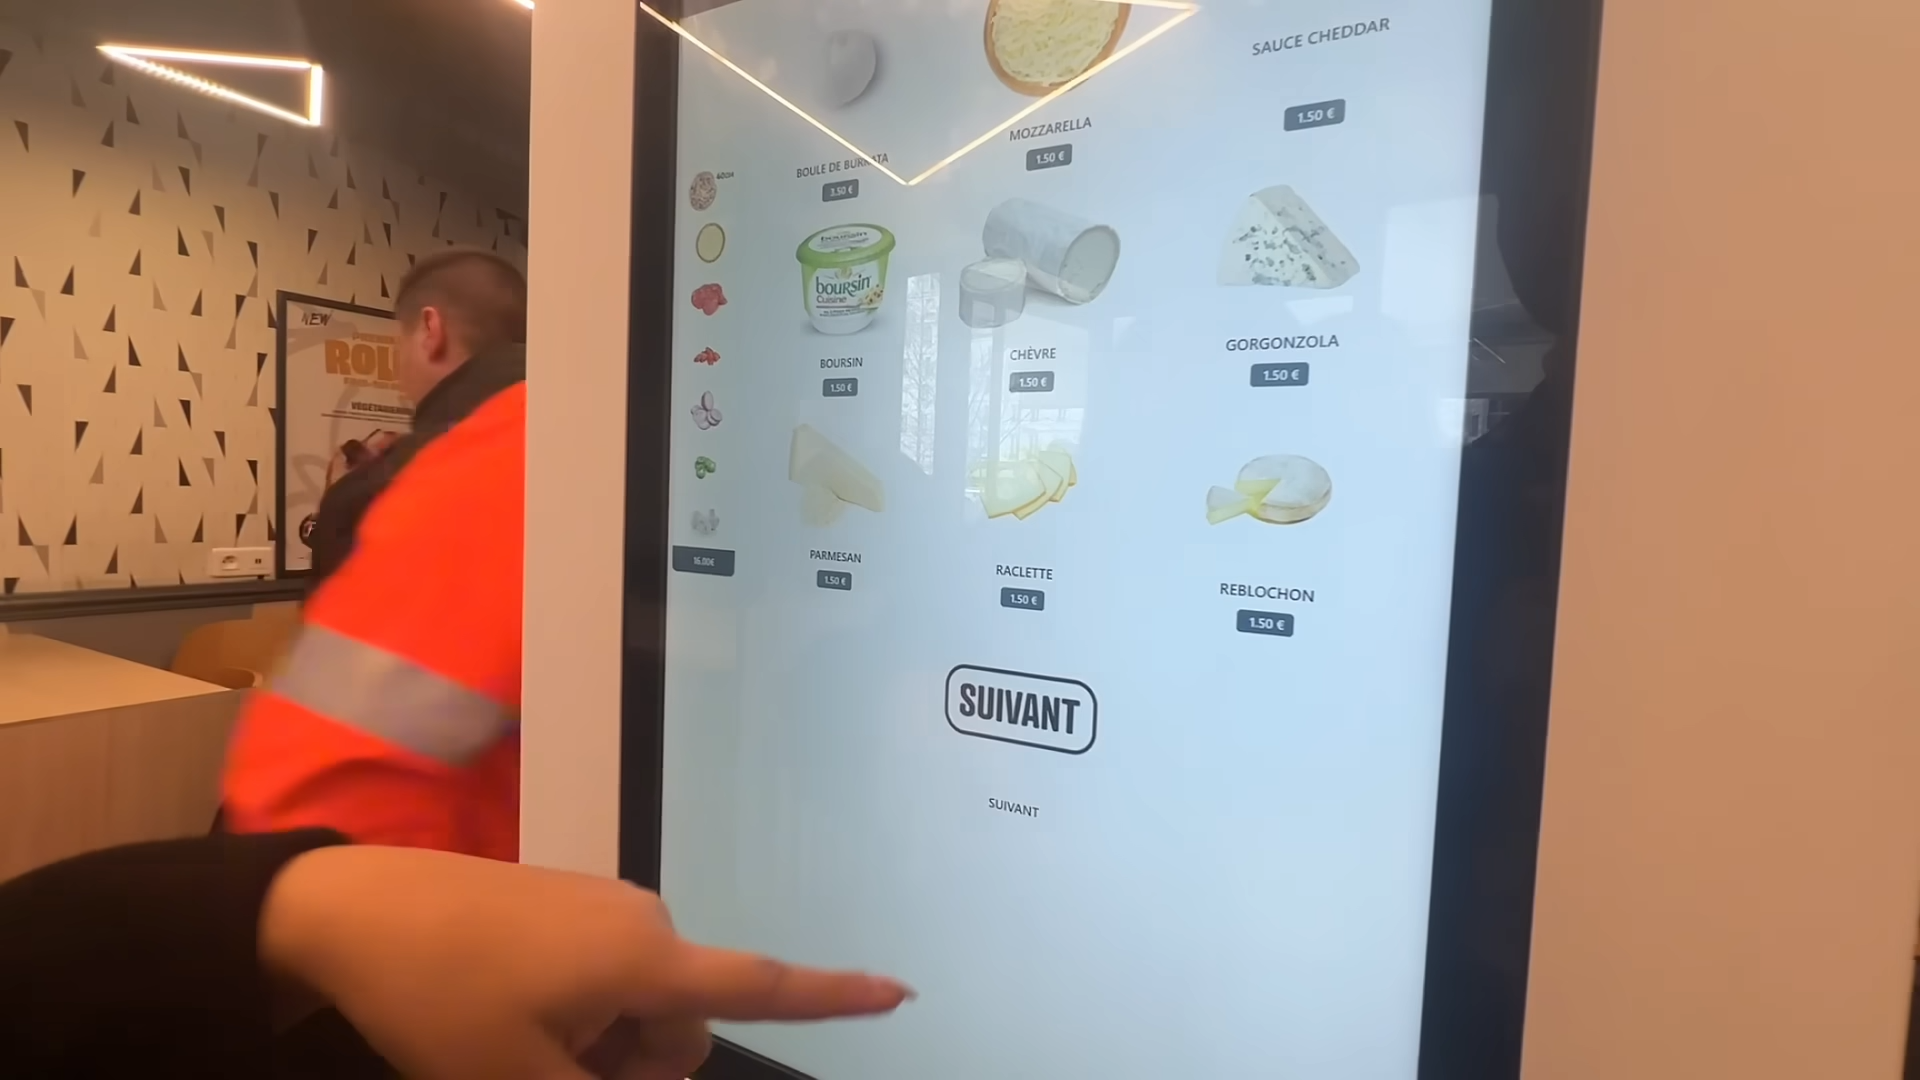 SAUCE CHEDDAR
1.50 €
MOZZARELLA
1.50 €
BOULE DE BURRATA
3.50 €
boursin
Cuisine
BOURSIN
1.50 €
CHÈVRE
1.50 €
GORGONZOLA
1.50 €
PARMESAN
1.50 €
RACLETTE
1.50 €
REBLOCHON
1.50 €
16.00€
SUIVANT
SUIVANT
NEW